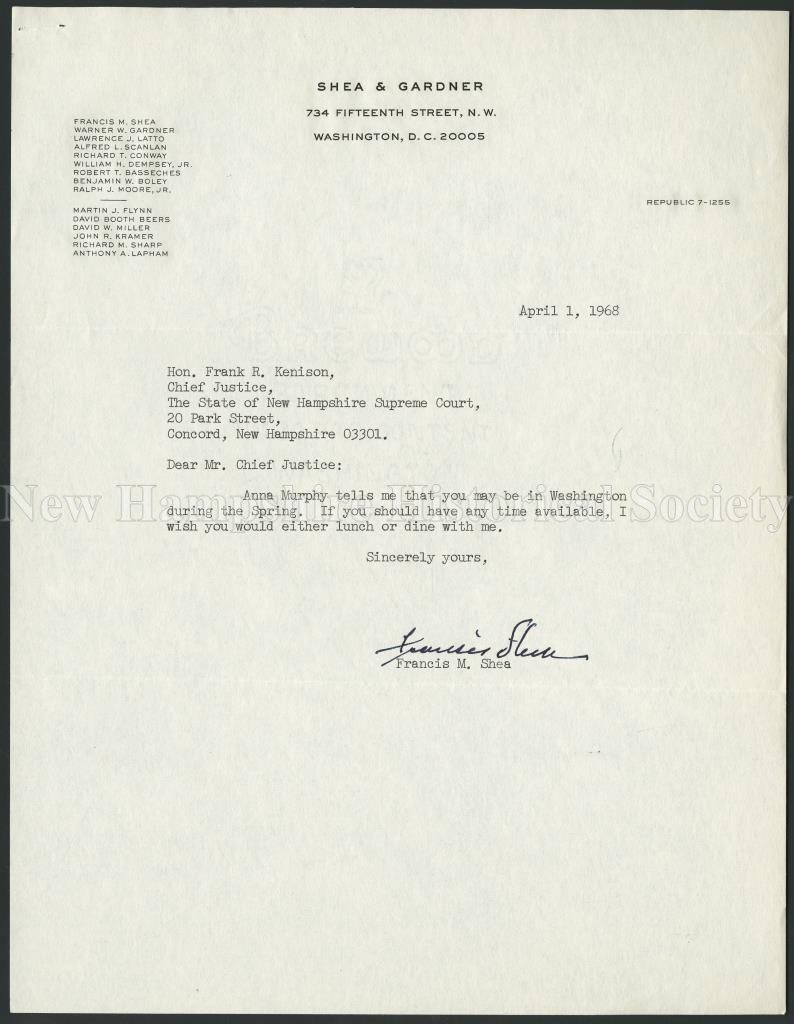 SHEA & GARDNER
734 FIFTEENTH STREET, N. W.
WASHINGTON, D. C. 20005
FRANCIS M. SHEA
WARNER W. GARDNER
LAWRENCE J. LATTO
ALFRED L. SCANLAN
RICHARD T. CONWAY
WILLIAM H. DEMPSEY, JR.
ROBERT T. BASSECHES
BENJAMIN W. BOLEY
RALPH J. MOORE, JR.
MARTIN J. FLYNN
DAVID BOOTH BEERS
DAVID W. MILLER
JOHN R. KRAMER
RICHARD M. SHARP
ANTHONY A. LAPHAM
REPUBLIC 7-1255
April 1, 1968
Hon. Frank R. Kenison,
Chief Justice,
The State of New Hampshire Supreme Court,
20 Park Street,
Concord, New Hampshire 03301.
Dear Mr. Chief Justice:
Anna Murphy tells me that you may be in Washington
during the Spring. If you should have any time available, I
wish you would either lunch or dine with me.
New Hampshire Historical Society
Sincerely yours,
Francis Shea
Francis M. Shea